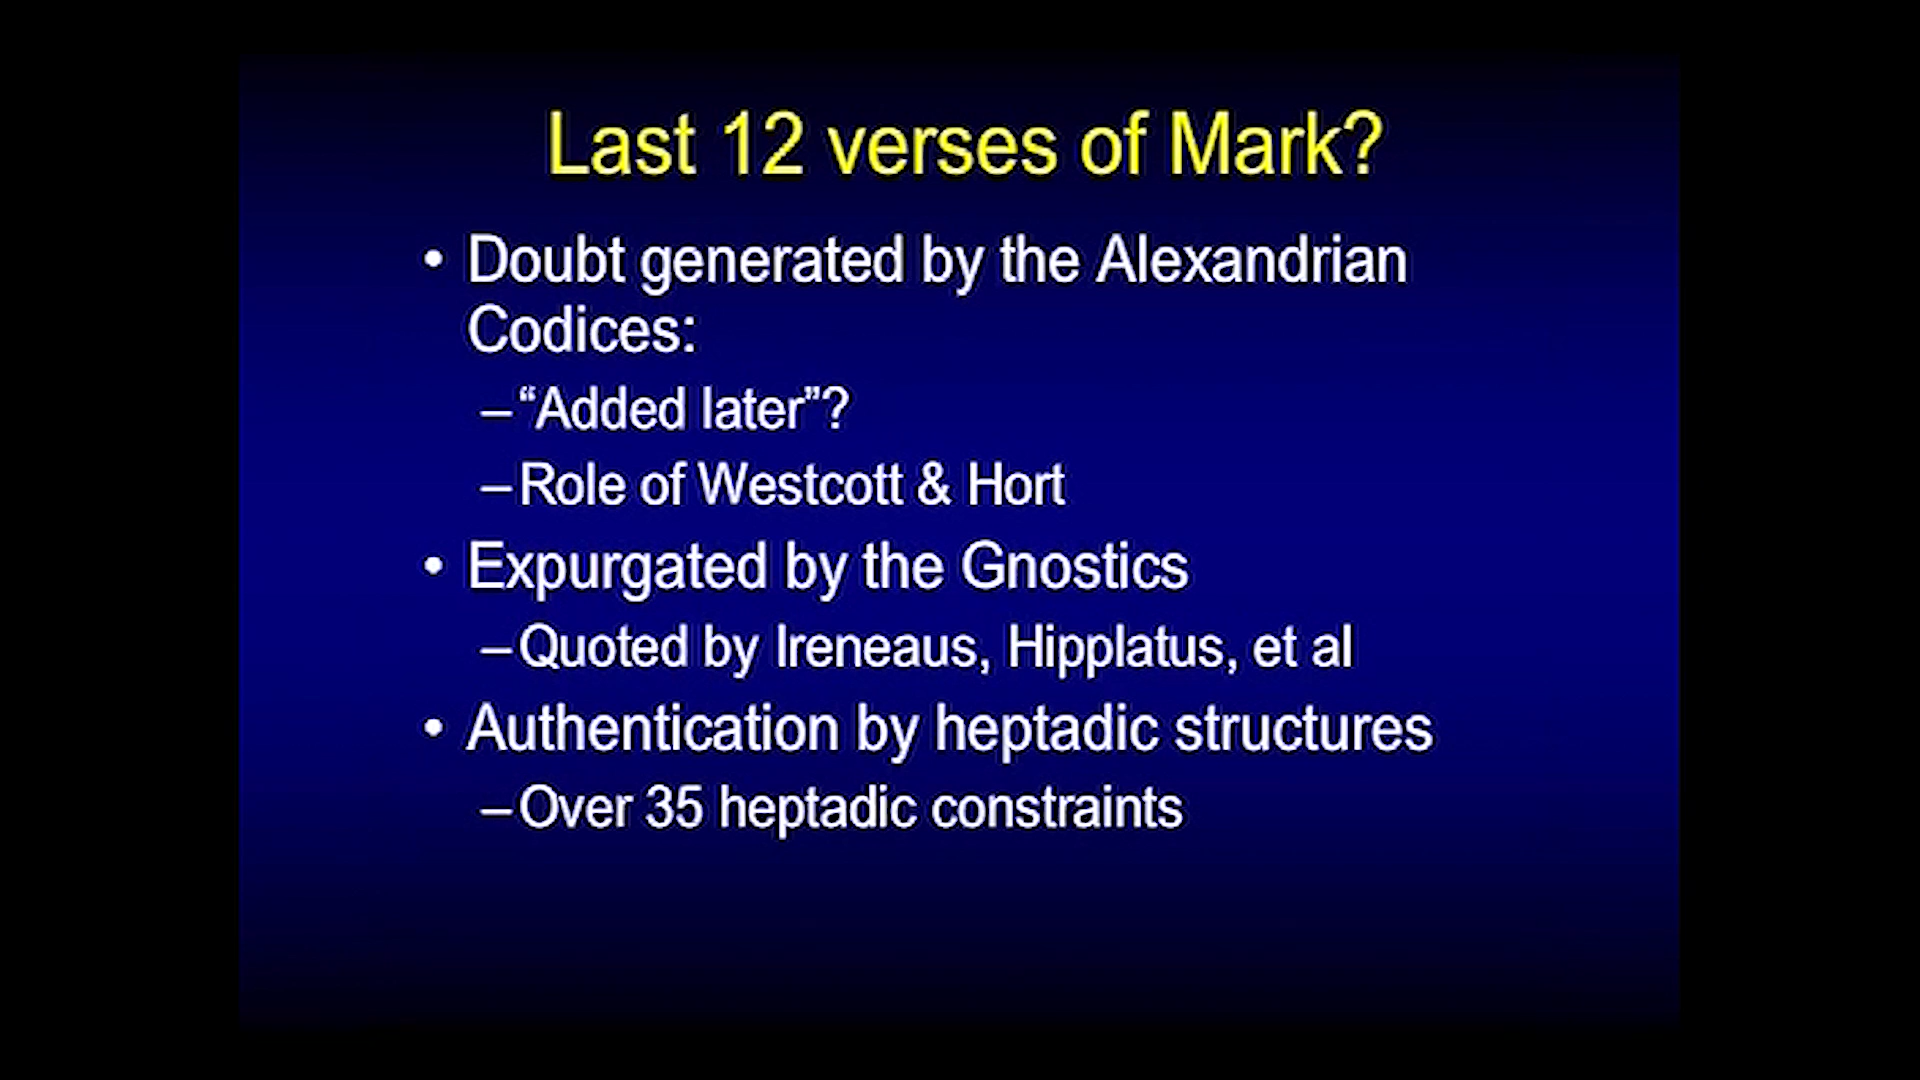 Last 12 verses of Mark?
• Doubt generated by the Alexandrian
Codices:
–“Added later”?
–Role of Westcott & Hort
• Expurgated by the Gnostics
–Quoted by Ireneaus, Hipplatus, et al
• Authentication by heptadic structures
–Over 35 heptadic constraints